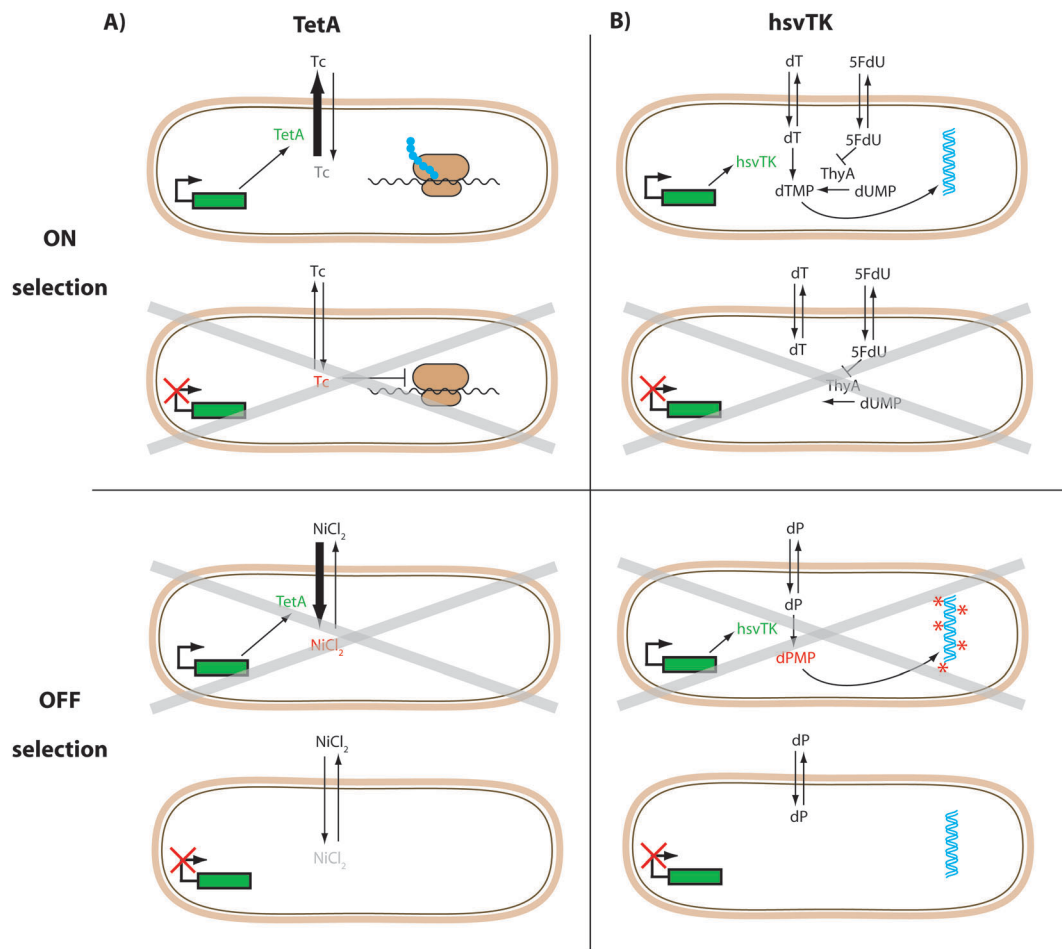 A)
TetA
B)
hsvTK
ON
selection
Tc
TetA
Tc
dT
5FdU
dT
5FdU
hsvTK
ThyA
dTMP
dUMP
Tc
Tc
dT
5FdU
dT
5FdU
ThyA
dUMP
OFF
selection
NiCl₂
TetA
NiCl₂
dP
dP
hsvTK
dPMP
*
*
*
*
*
NiCl₂
NiCl₂
dP
dP